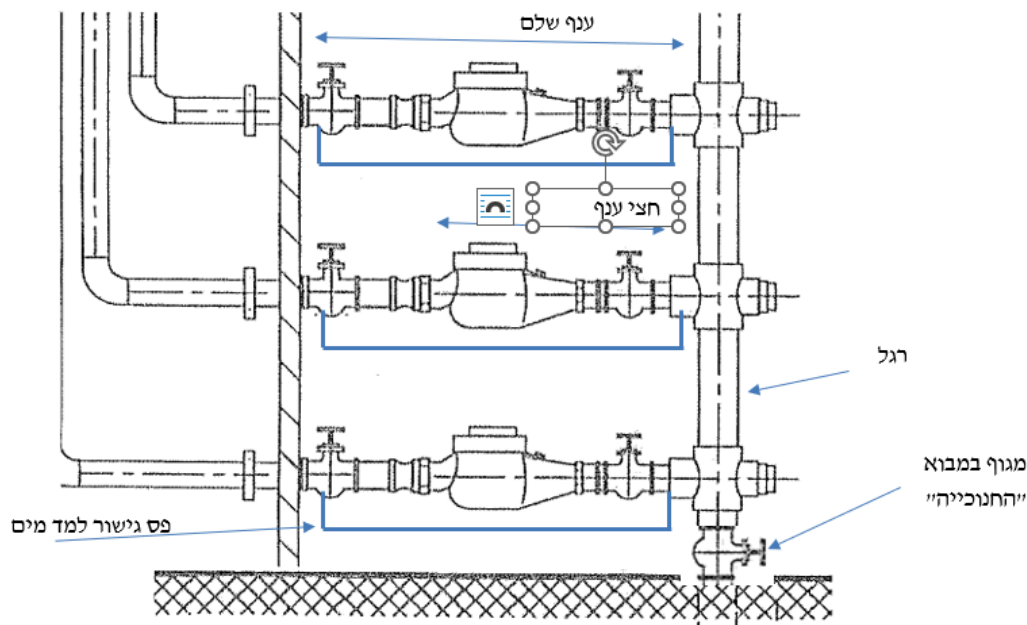 ענף שלם
חצי ענף
רגל
מגוף במבוא
"החנוכייה"
פס גישור למד מים